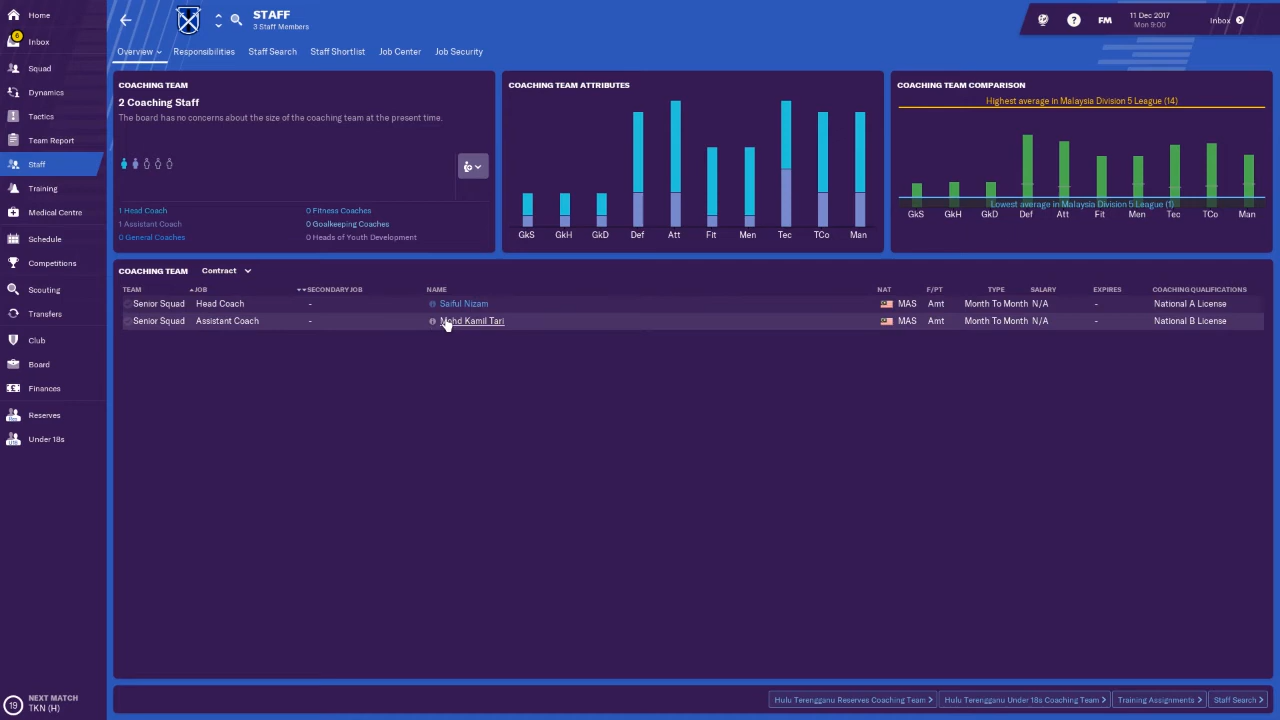 Home
6
Inbox
Squad
Dynamics
Tactics
Team Report
Staff
Training
Medical Centre
Schedule
Competitions
Scouting
Transfers
Club
Board
Finances
Reserves
Under 18s
19
NEXT MATCH
TKN (H)
STAFF
3 Staff Members
? FM
11 Dec 2017
Mon 9:00
Inbox
Overview Responsibilities Staff Search Staff Shortlist Job Center Job Security
COACHING TEAM
2 Coaching Staff
The board has no concerns about the size of the coaching team at the present time.
1 Head Coach 0 Fitness Coaches
1 Assistant Coach 0 Goalkeeping Coaches
0 General Coaches 0 Heads of Youth Development
COACHING TEAM ATTRIBUTES
GkS GkH GkD Def Att Fit Men Tec TCo Man
COACHING TEAM COMPARISON
Highest average in Malaysia Division 5 League (14)
Lowest average in Malaysia Division 5 League (1)
GkS GkH GkD Def Att Fit Men Tec TCo Man
COACHING TEAM Contract
TEAM JOB SECONDARY JOB NAME NAT F/PT TYPE SALARY EXPIRES COACHING QUALIFICATIONS
Senior Squad Head Coach - Saiful Nizam MAS Amt Month To Month N/A - National A License
Senior Squad Assistant Coach - Mohd Kamil Tari MAS Amt Month To Month N/A - National B License
Hulu Terengganu Reserves Coaching Team Hulu Terengganu Under 18s Coaching Team Training Assignments Staff Search